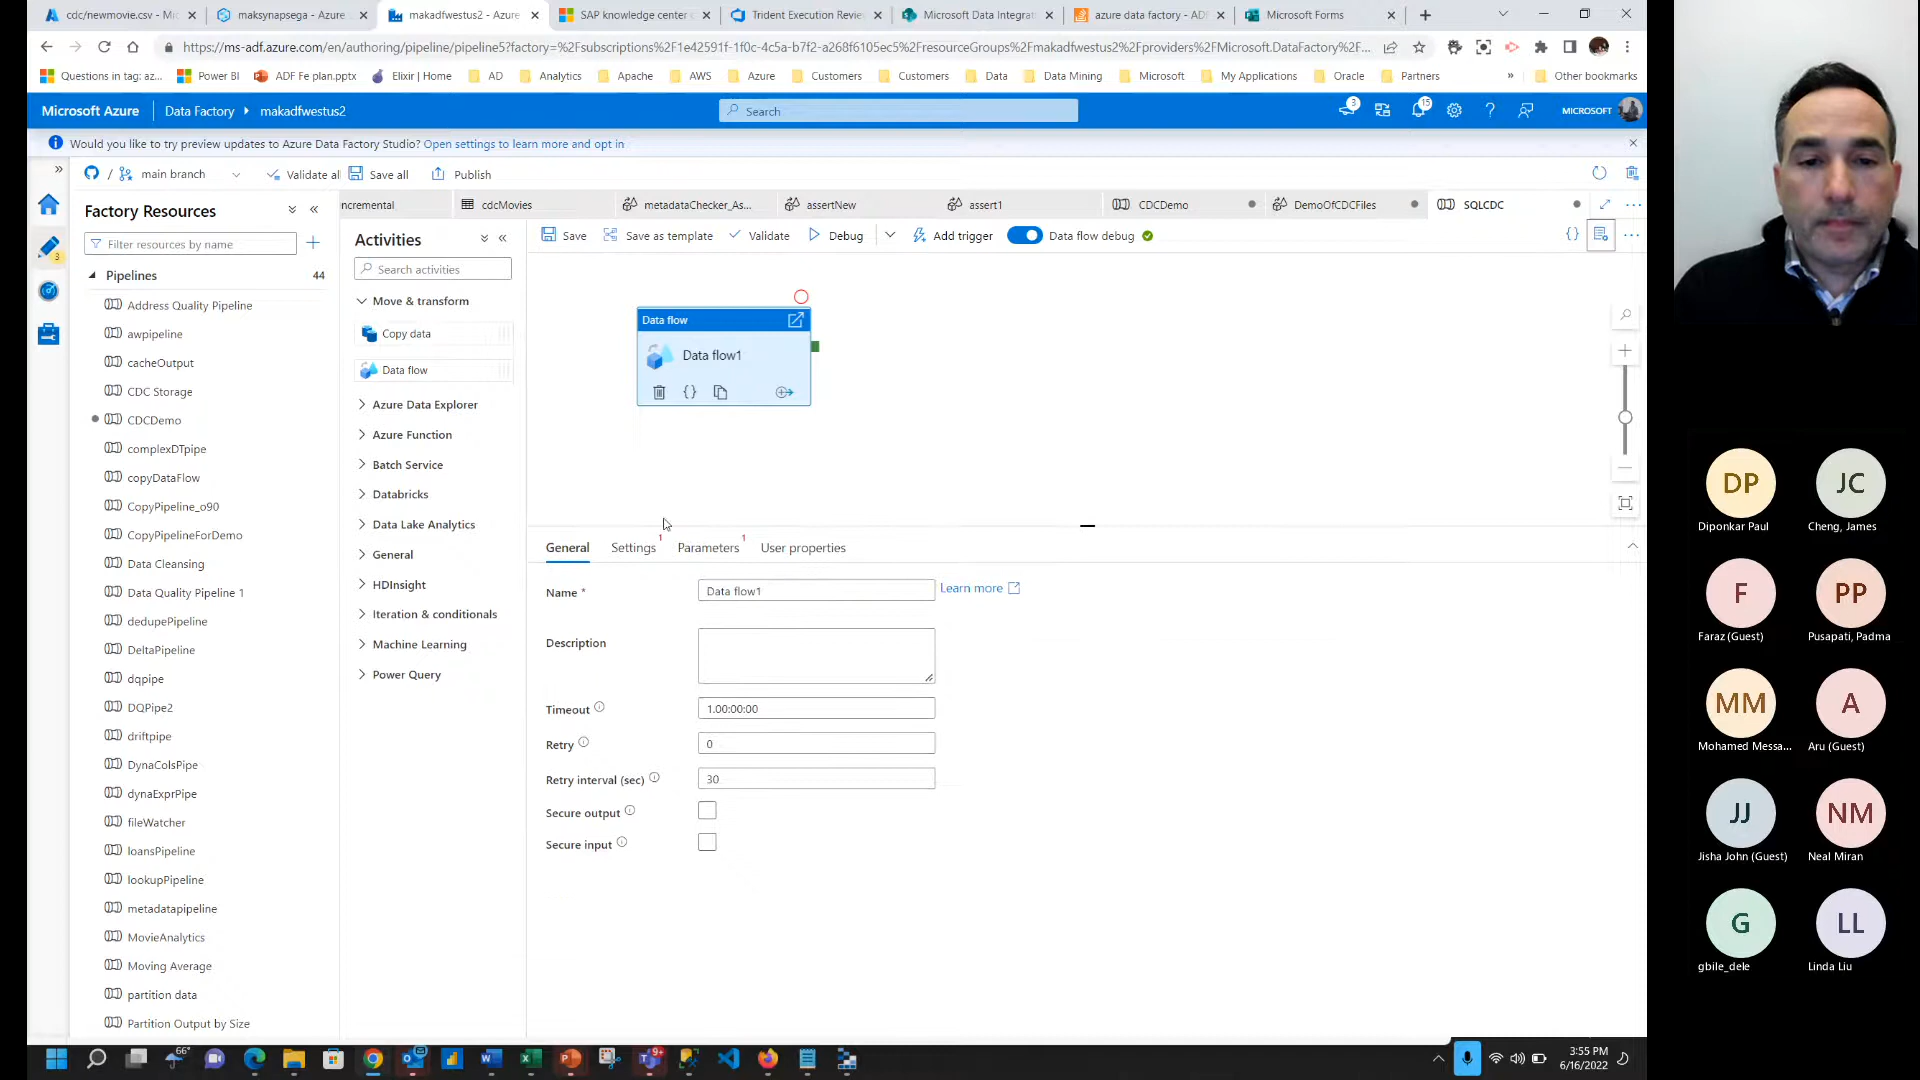 cdc/newmovie.csv - Mic
maksynapsega - Azure
makadfwestus2 - Azure
SAP knowledge center
Trident Execution Revie
Microsoft Data Integrat
azure data factory - ADF
Microsoft Forms
https://ms-adf.azure.com/en/authoring/pipeline/pipeline5?factory=%2Fsubscriptions%2F1e42591f-1f0c-4c5a-b7f2-a268f6105ec5%2FresourceGroups%2Fmakadfwestus2%2Fproviders%2FMicrosoft.DataFactory%2F...
Questions in tag: az...
Power BI
ADF Fe plan.pptx
Elixir | Home
AD
Analytics
Apache
AWS
Azure
Customers
Customers
Data
Data Mining
Microsoft
My Applications
Oracle
Partners
»
Other bookmarks
Microsoft Azure
Data Factory
makadfwestus2
Search
3
15
MICROSOFT
Would you like to try preview updates to Azure Data Factory Studio? Open settings to learn more and opt in
/ main branch
Validate all
Save all
Publish
Factory Resources
Filter resources by name
3
Pipelines 44
Address Quality Pipeline
awpipeline
cacheOutput
CDC Storage
CDCDemo
complexDTpipe
copyDataFlow
CopyPipeline_o90
CopyPipelineForDemo
Data Cleansing
Data Quality Pipeline 1
dedupePipeline
DeltaPipeline
dqpipe
DQPipe2
driftpipe
DynaColsPipe
dynaExprPipe
fileWatcher
loansPipeline
lookupPipeline
metadatapipeline
MovieAnalytics
Moving Average
partition data
Partition Output by Size
incremental
cdcMovies
metadataChecker_As...
assertNew
assert1
CDCDemo
DemoOfCDCFiles
SQLCDC
Activities
Search activities
Move & transform
Copy data
Data flow
Azure Data Explorer
Azure Function
Batch Service
Databricks
Data Lake Analytics
General
HDInsight
Iteration & conditionals
Machine Learning
Power Query
Save
Save as template
Validate
Debug
Add trigger
Data flow debug
{}
Data flow
Data flow1
{}
General
Settings 1
Parameters 1
User properties
Name *
Data flow1
Learn more
Description
Timeout
1.00:00:00
Retry
0
Retry interval (sec)
30
Secure output
Secure input
DP
Diponkar Paul
JC
Cheng, James
F
Faraz (Guest)
PP
Pusapati, Padma
MM
Mohamed Messa...
A
Aru (Guest)
JJ
Jisha John (Guest)
NM
Neal Miran
G
gbile_dele
LL
Linda Liu
66°
9+
3:55 PM
6/16/2022